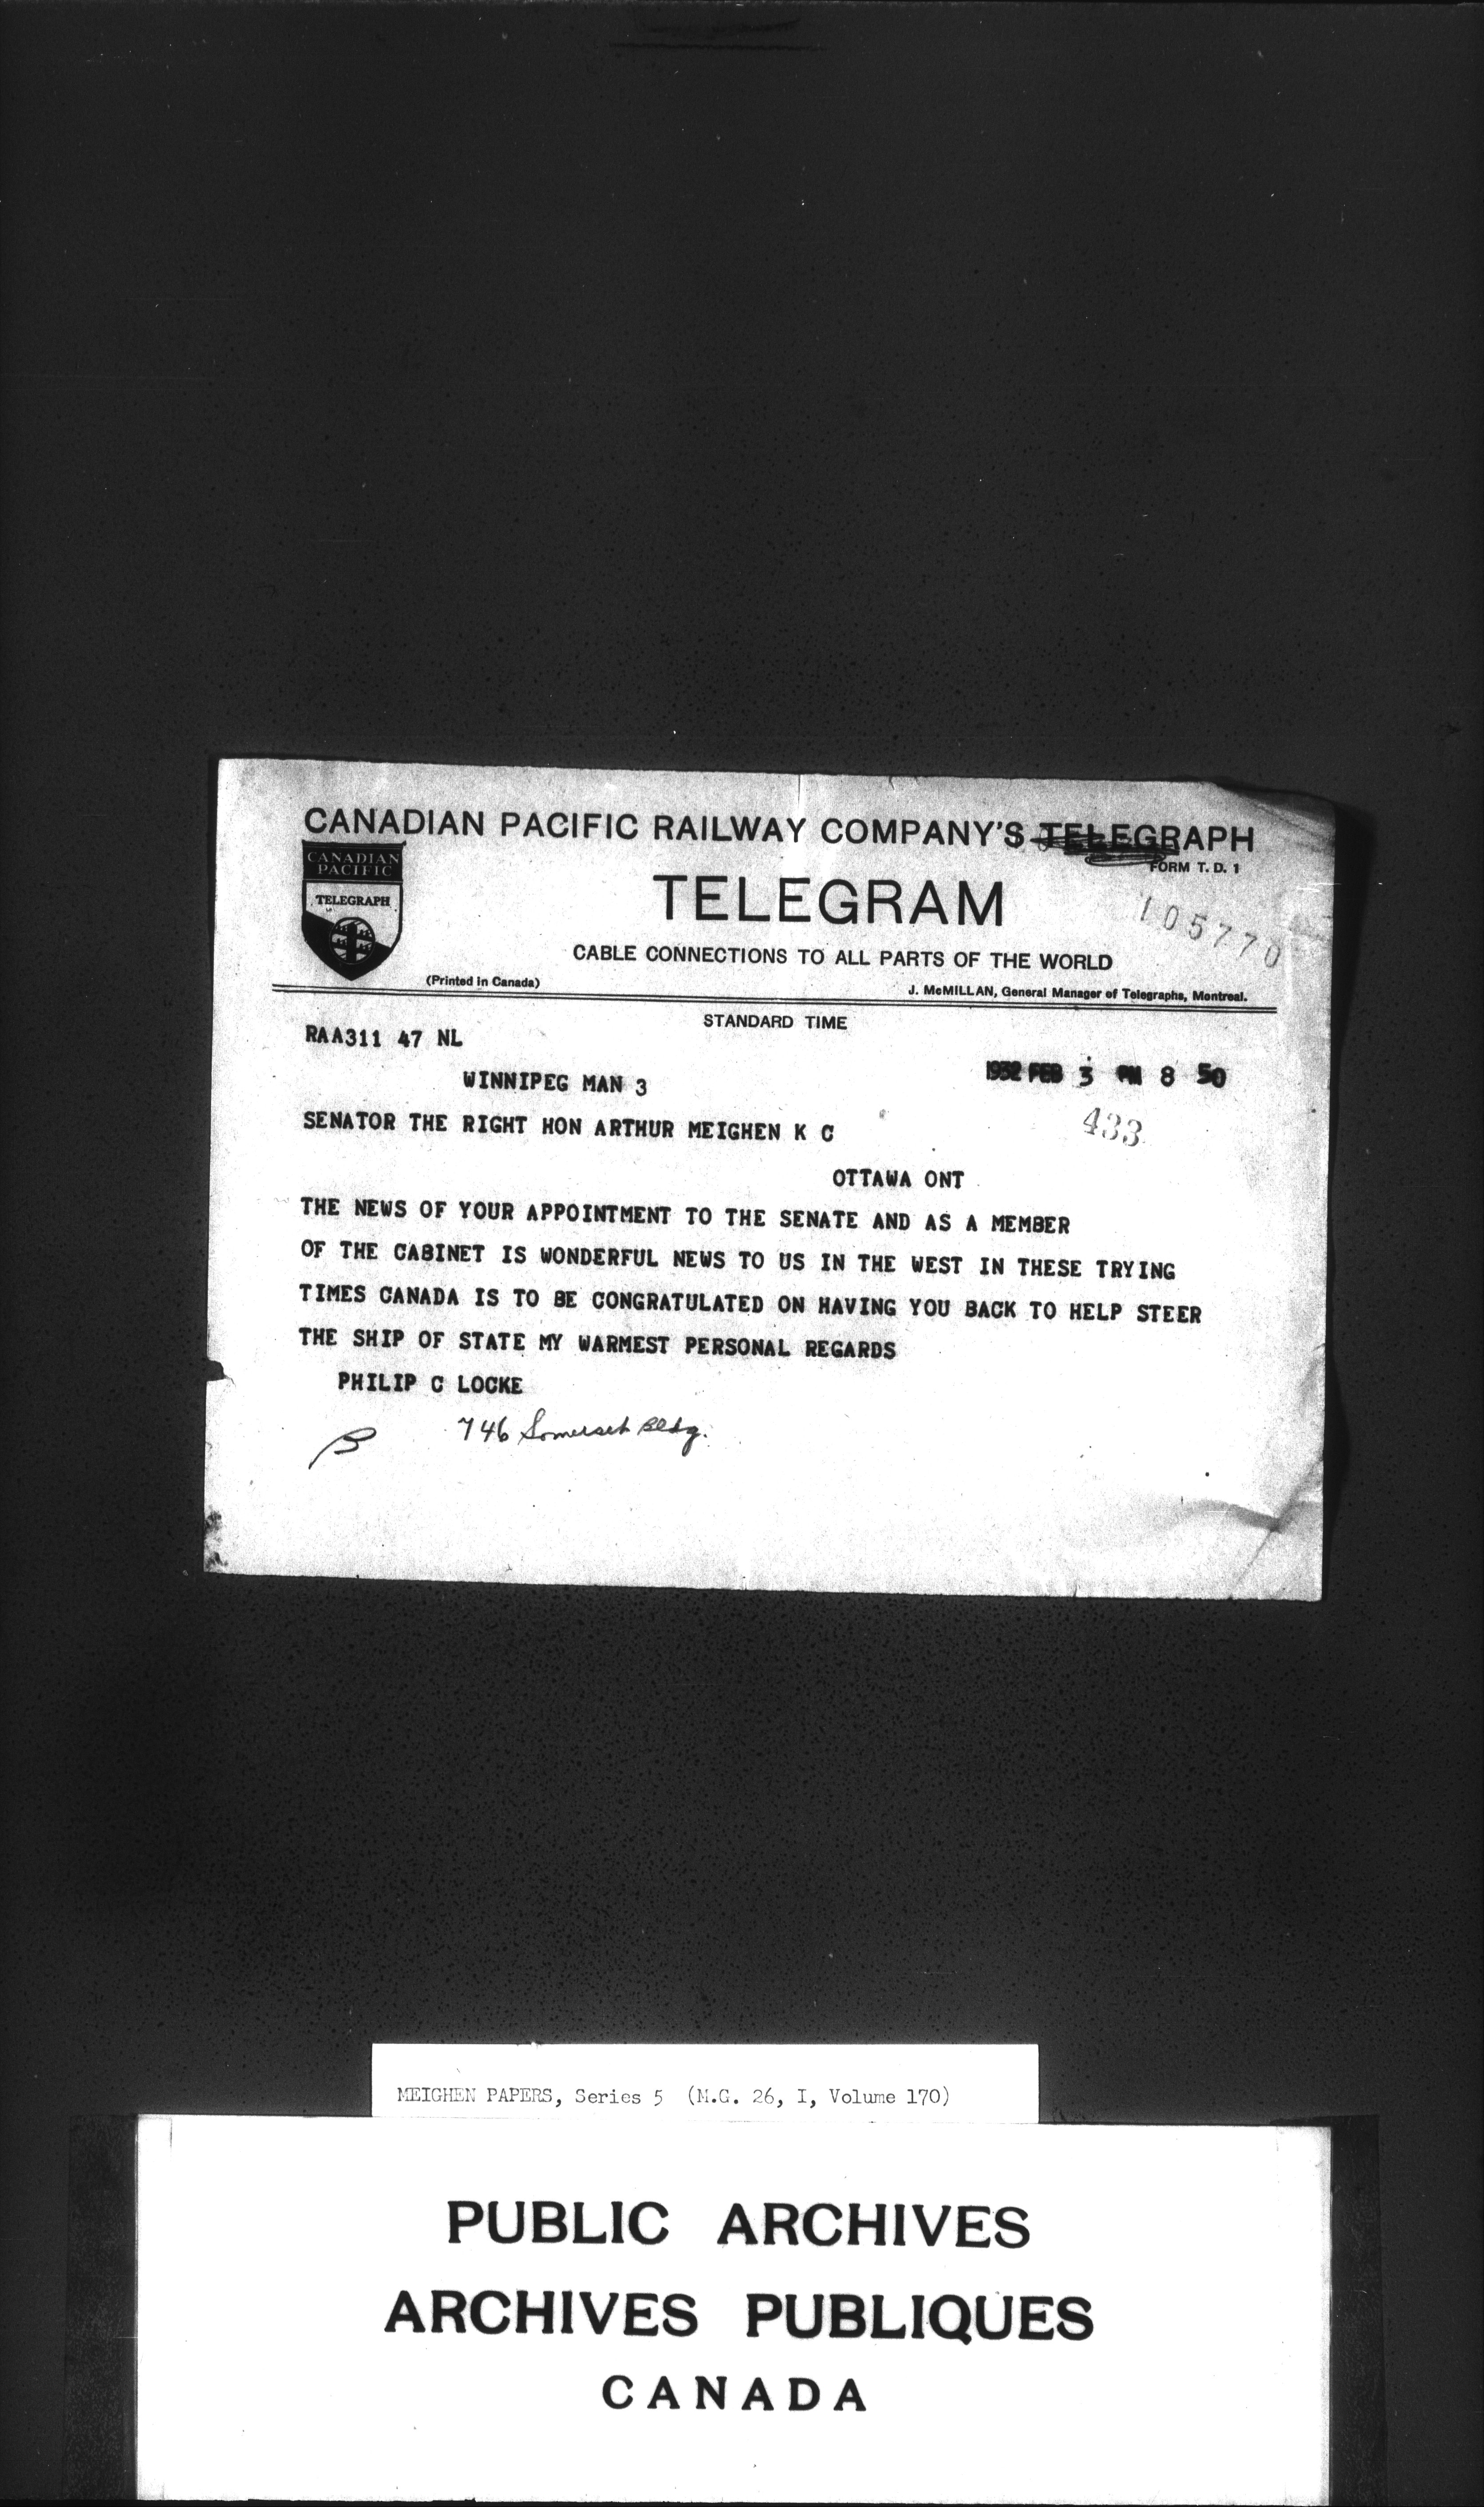 CANADIAN PACIFIC RAILWAY COMPANY'S TELEGRAPH
FORM T. D. 1
CANADIAN
PACIFIC
TELEGRAPH
TELEGRAM
105770
CABLE CONNECTIONS TO ALL PARTS OF THE WORLD
(Printed in Canada)
J. McMILLAN, General Manager of Telegraphs, Montreal.
STANDARD TIME
RAA311 47 NL
WINNIPEG MAN 3
1932 FEB 3 PM 8 50
SENATOR THE RIGHT HON ARTHUR MEIGHEN K C
433
OTTAWA ONT
THE NEWS OF YOUR APPOINTMENT TO THE SENATE AND AS A MEMBER
OF THE CABINET IS WONDERFUL NEWS TO US IN THE WEST IN THESE TRYING
TIMES CANADA IS TO BE CONGRATULATED ON HAVING YOU BACK TO HELP STEER
THE SHIP OF STATE MY WARMEST PERSONAL REGARDS
PHILIP C LOCKE
746 Somerset Bldg.
B
MEIGHEN PAPERS, Series 5 (M.G. 26, I, Volume 170)
PUBLIC ARCHIVES
ARCHIVES PUBLIQUES
CANADA